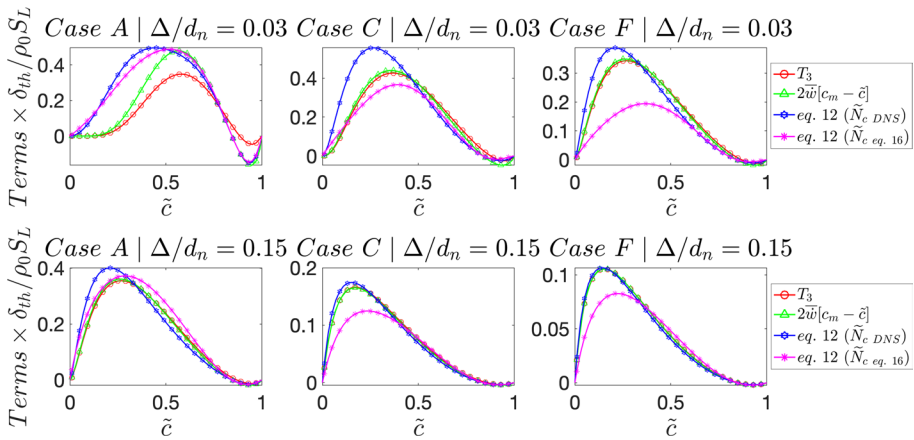 Case A | Δ/d_n = 0.03 Case C | Δ/d_n = 0.03 Case F | Δ/d_n = 0.03
Terms × δ_th/ρ_0S_L
0.4
0.2
0
0 0.5 1
c̃
0.4
0.2
0
0 0.5 1
c̃
0.3
0.2
0.1
0
0 0.5 1
c̃
T_3
2w̅[c_m − c̃]
eq. 12 (Ñ_c DNS)
eq. 12 (Ñ_c eq. 16)
Case A | Δ/d_n = 0.15 Case C | Δ/d_n = 0.15 Case F | Δ/d_n = 0.15
Terms × δ_th/ρ_0S_L
0.4
0.2
0
0 0.5 1
c̃
0.2
0.1
0
0 0.5 1
c̃
0.1
0.05
0
0 0.5 1
c̃
T_3
2w̅[c_m − c̃]
eq. 12 (Ñ_c DNS)
eq. 12 (Ñ_c eq. 16)